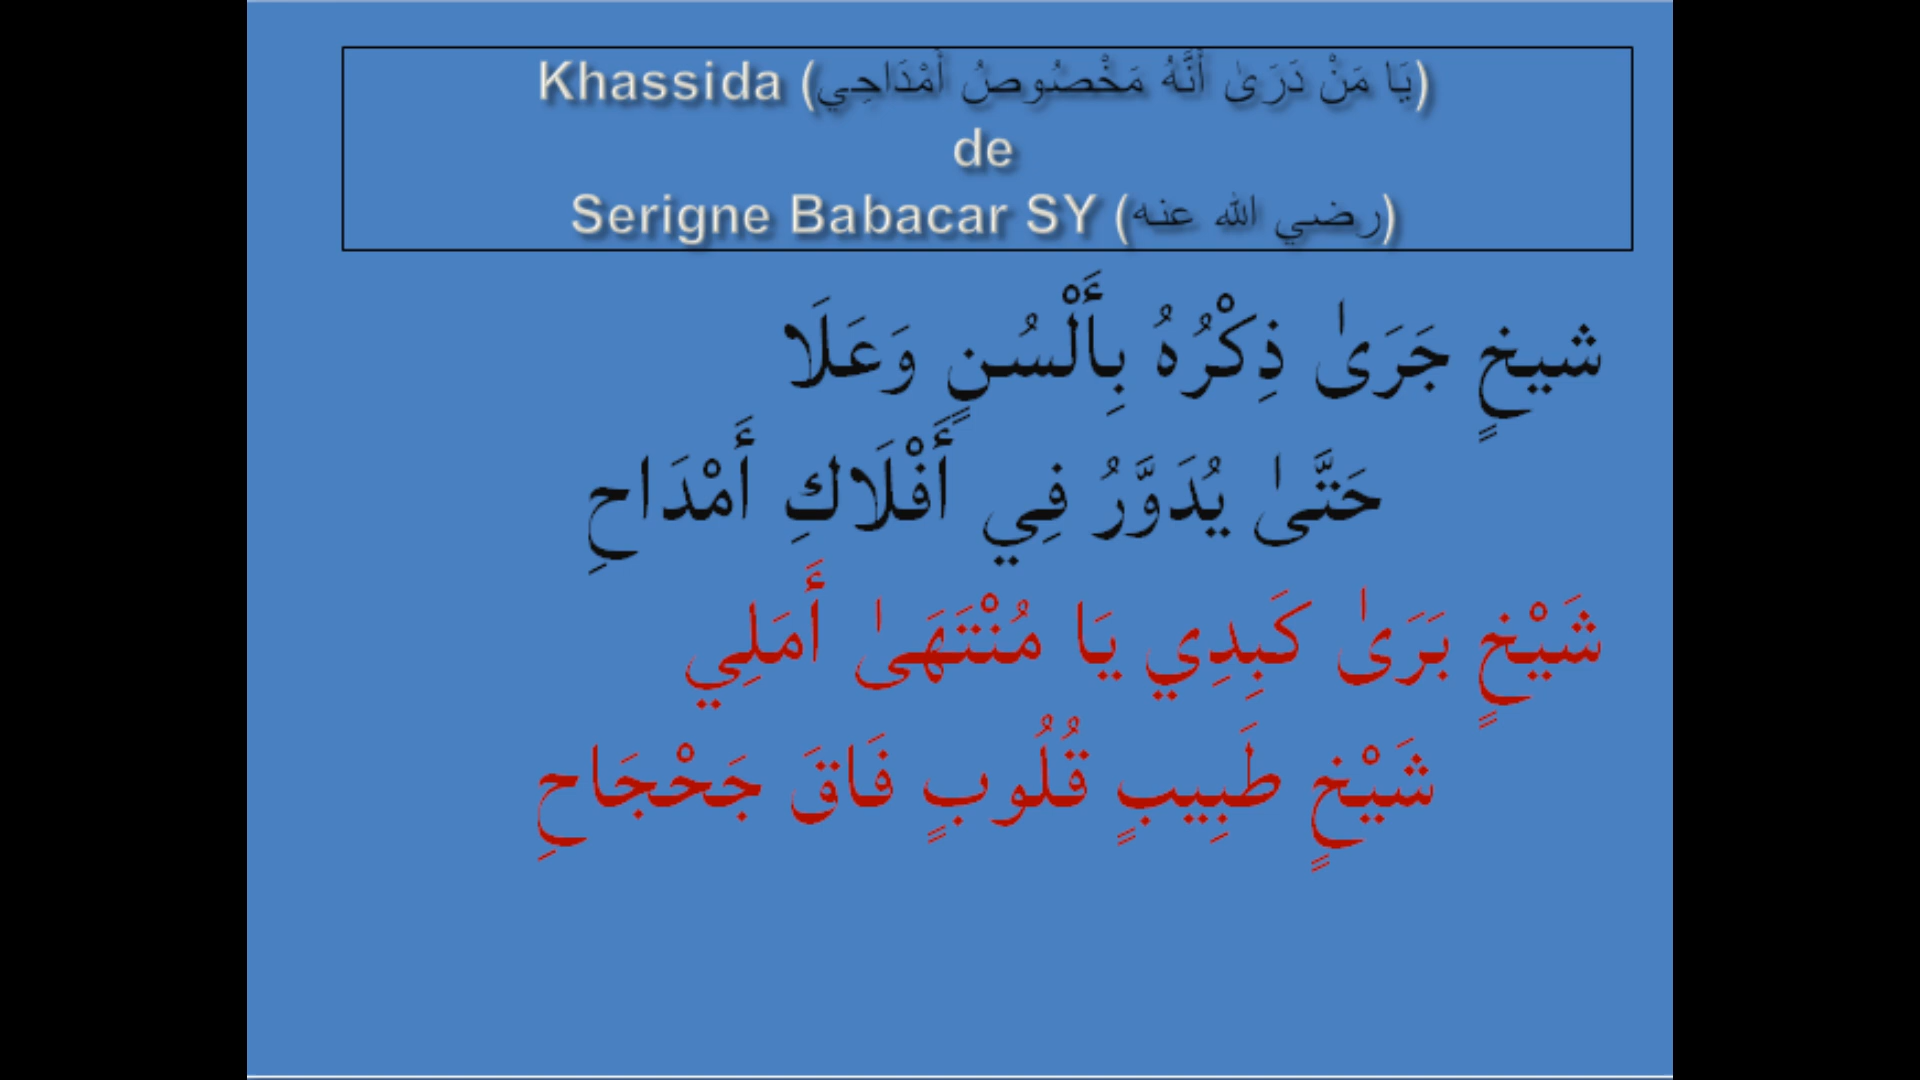 Khassida (يَا مَنْ دَرَىٰ أَنَّهُ مَخْصُوصُ أَمْدَاحِي)
de
Serigne Babacar SY (رضي الله عنه)
شيخٍ جَرَىٰ ذِكْرُهُ بِأَلْسُنٍ وَعَلَا
حَتَّىٰ يُدَوَّرُ فِي أَفْلَاكِ أَمْدَاحِ
شَيْخٍ بَرَىٰ كَبِدِي يَا مُنْتَهَىٰ أَمَلِي
شَيْخٍ طَبِيبٍ قُلُوبٍ فَاقَ جَحْجَاحِ